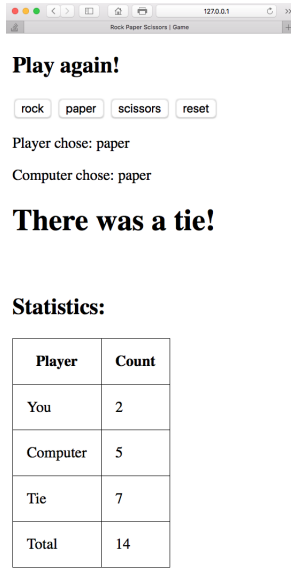 127.0.0.1
Rock Paper Scissors | Game
Play again!
rock paper scissors reset
Player chose: paper
Computer chose: paper
There was a tie!
Statistics:
Player Count
You 2
Computer 5
Tie 7
Total 14